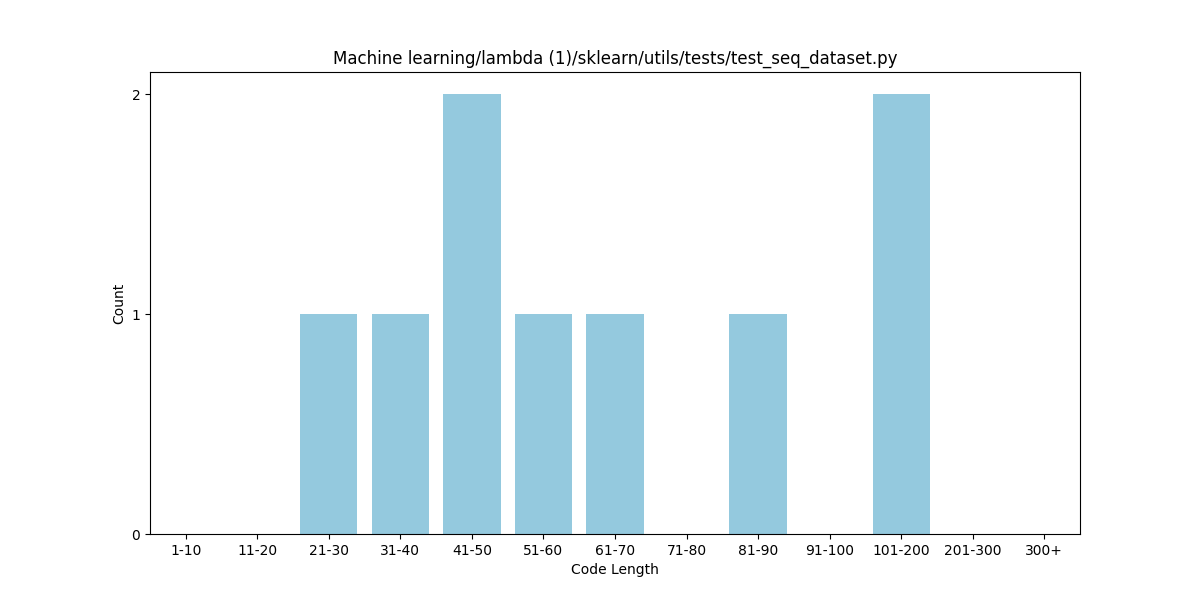 Machine learning/lambda (1)/sklearn/utils/tests/test_seq_dataset.py
2
1
0
Count
1-10 11-20 21-30 31-40 41-50 51-60 61-70 71-80 81-90 91-100 101-200 201-300 300+
Code Length